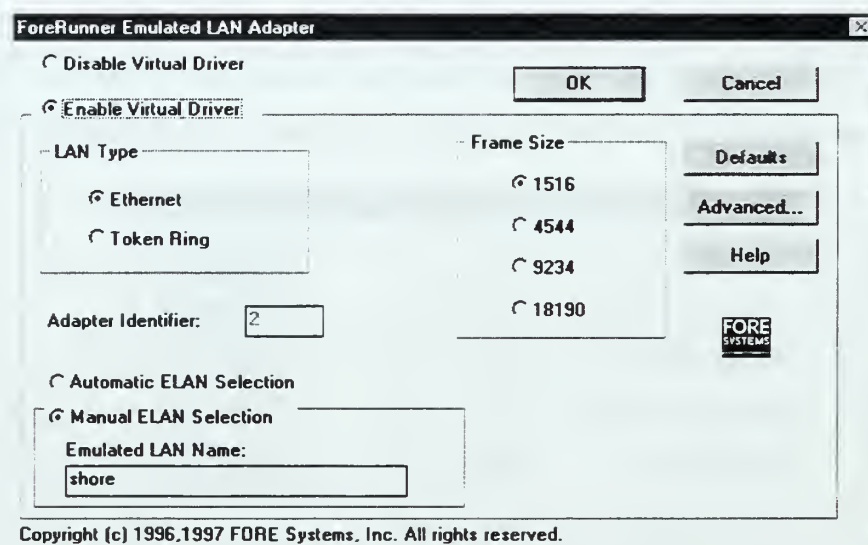 ForeRunner Emulated LAN Adapter
Disable Virtual Driver
OK
Cancel
Enable Virtual Driver
LAN Type
Ethernet
Token Ring
Frame Size
1516
4544
9234
18190
Defaults
Advanced...
Help
Adapter Identifier:
2
FORE
SYSTEMS
Automatic ELAN Selection
Manual ELAN Selection
Emulated LAN Name:
shore
Copyright (c) 1996,1997 FORE Systems, Inc. All rights reserved.